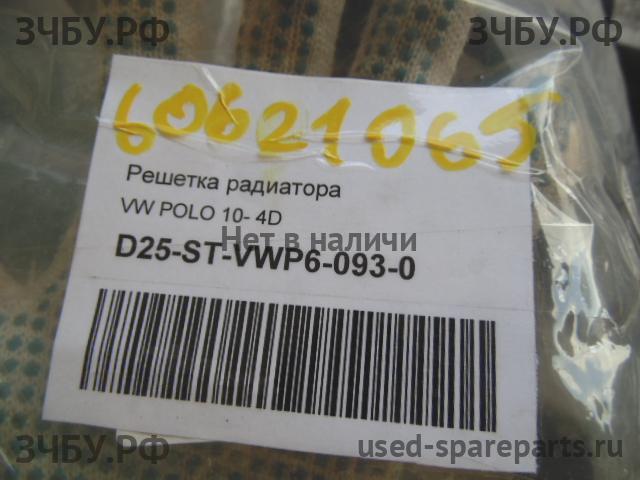 ЗЧБУ.РФ ЗЧБУ.РФ
60621065
Решетка радиатора
VW POLO 10- 4D
Нет в наличи
D25-ST-VWP6-093-0
ЗЧБУ.РФ used-spareparts.ru